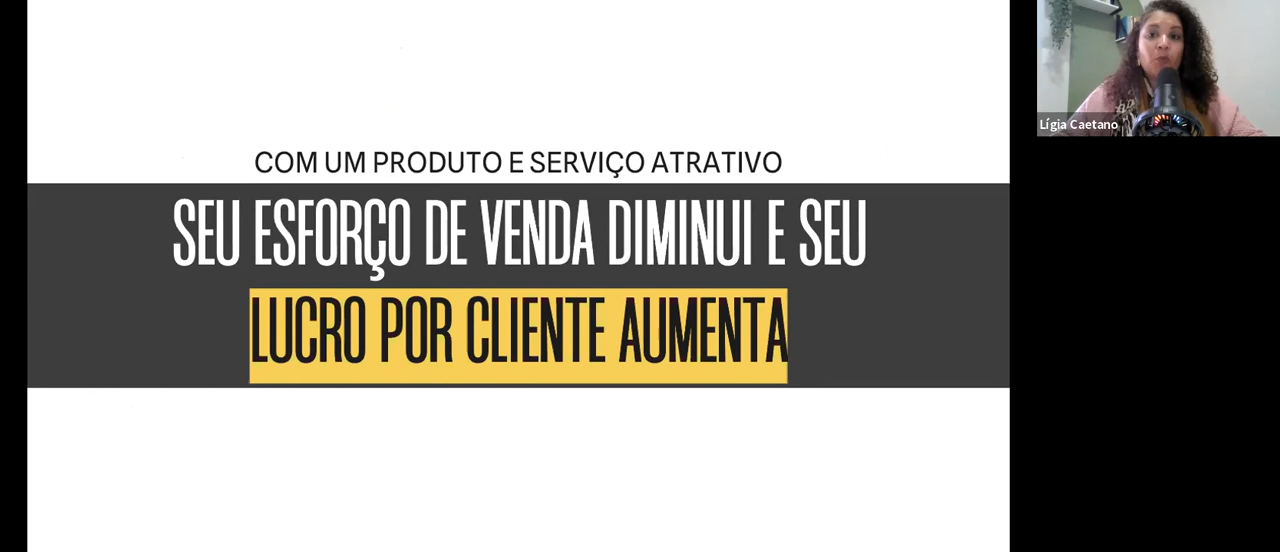 COM UM PRODUTO E SERVIÇO ATRATIVO
SEU ESFORÇO DE VENDA DIMINUI E SEU
LUCRO POR CLIENTE AUMENTA
Lígia Caetano